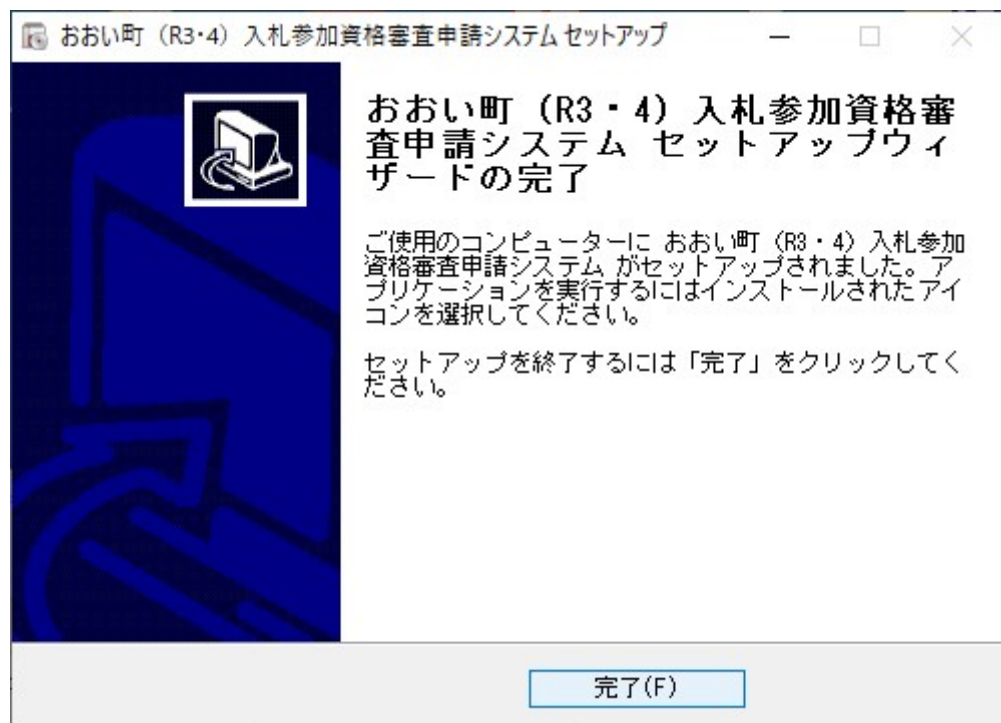 おおい町（R3･4）入札参加資格審査申請システム セットアップ
おおい町（R3・4）入札参加資格審
査申請システム セットアップウィ
ザードの完了
ご使用のコンピューターに おおい町（R3・4）入札参加
資格審査申請システム がセットアップされました。ア
プリケーションを実行するにはインストールされたアイ
コンを選択してください。
セットアップを終了するには「完了」をクリックしてく
ださい。
完了(F)